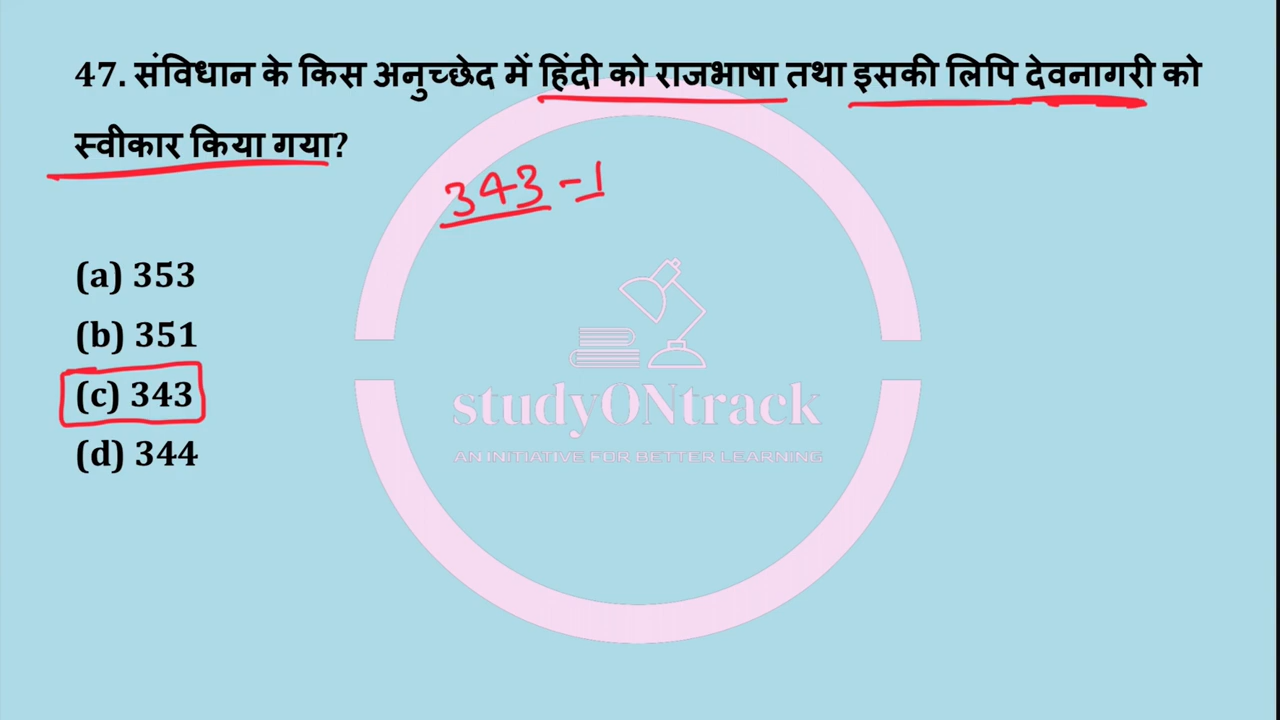 47. संविधान के किस अनुच्छेद में हिंदी को राजभाषा तथा इसकी लिपि देवनागरी को
स्वीकार किया गया?
343 - 1
(a) 353
(b) 351
(c) 343
(d) 344
studyONtrack
AN INITIATIVE FOR BETTER LEARNING